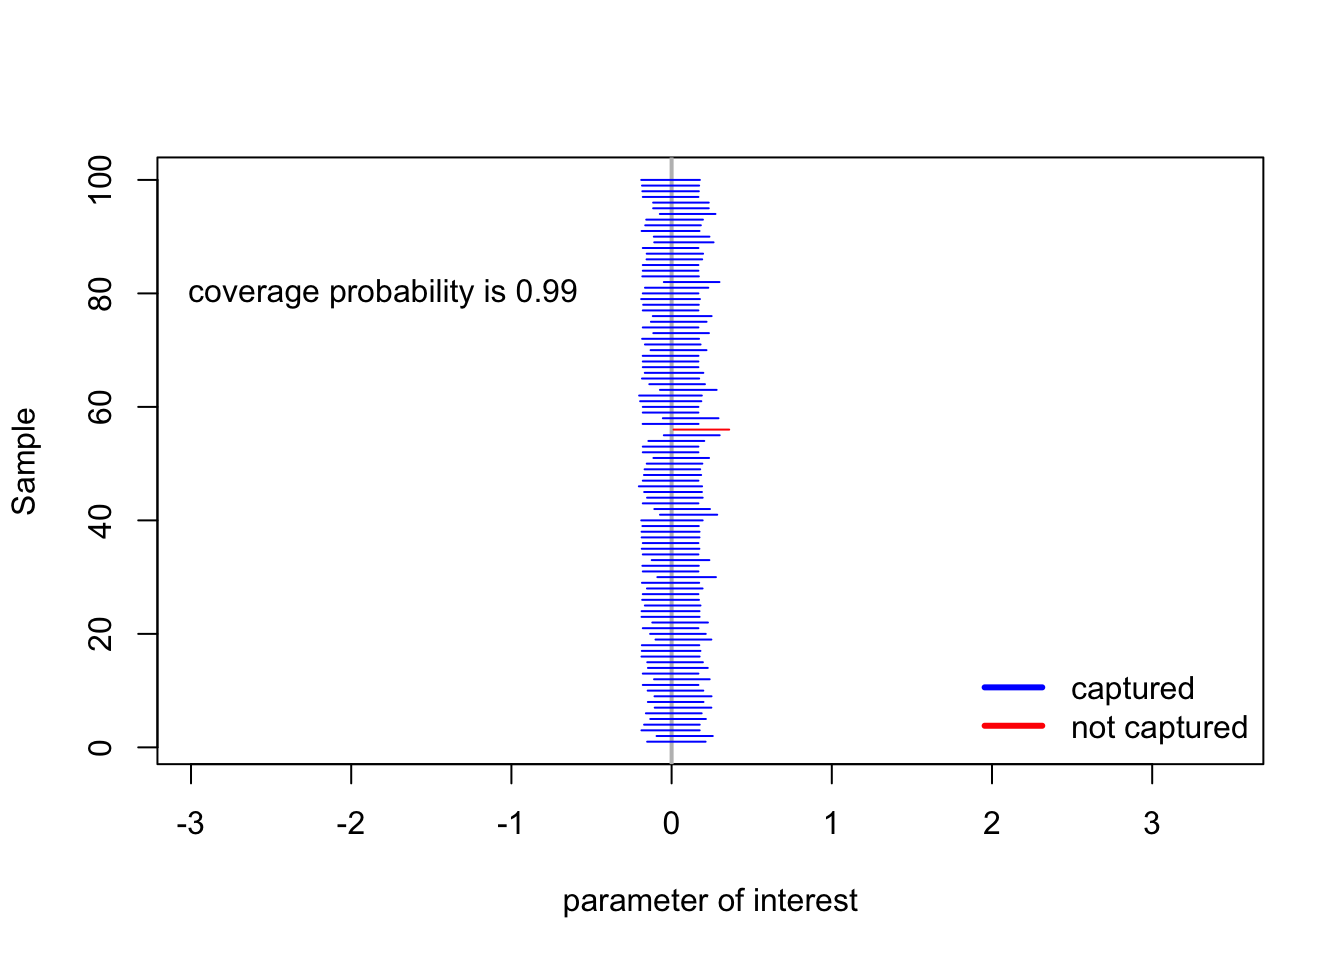 100
80
60
40
20
0
Sample
coverage probability is 0.99
captured
not captured
-3 -2 -1 0 1 2 3
parameter of interest